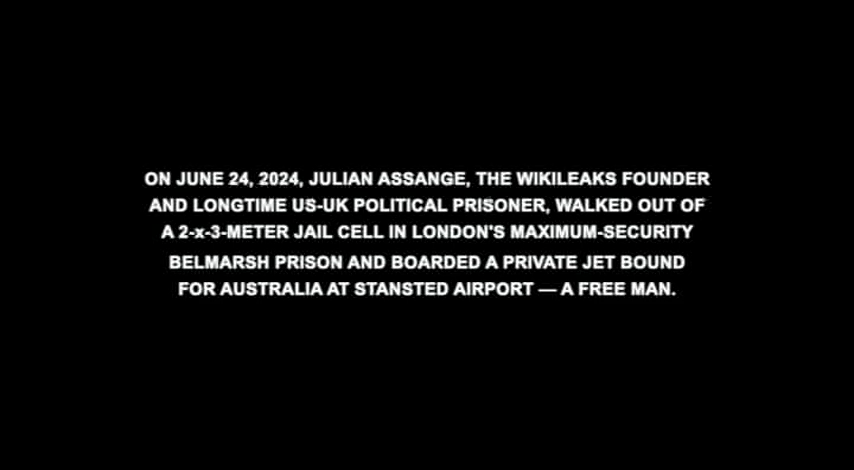 ON JUNE 24, 2024, JULIAN ASSANGE, THE WIKILEAKS FOUNDER
AND LONGTIME US-UK POLITICAL PRISONER, WALKED OUT OF
A 2-x-3-METER JAIL CELL IN LONDON'S MAXIMUM-SECURITY
BELMARSH PRISON AND BOARDED A PRIVATE JET BOUND
FOR AUSTRALIA AT STANSTED AIRPORT — A FREE MAN.